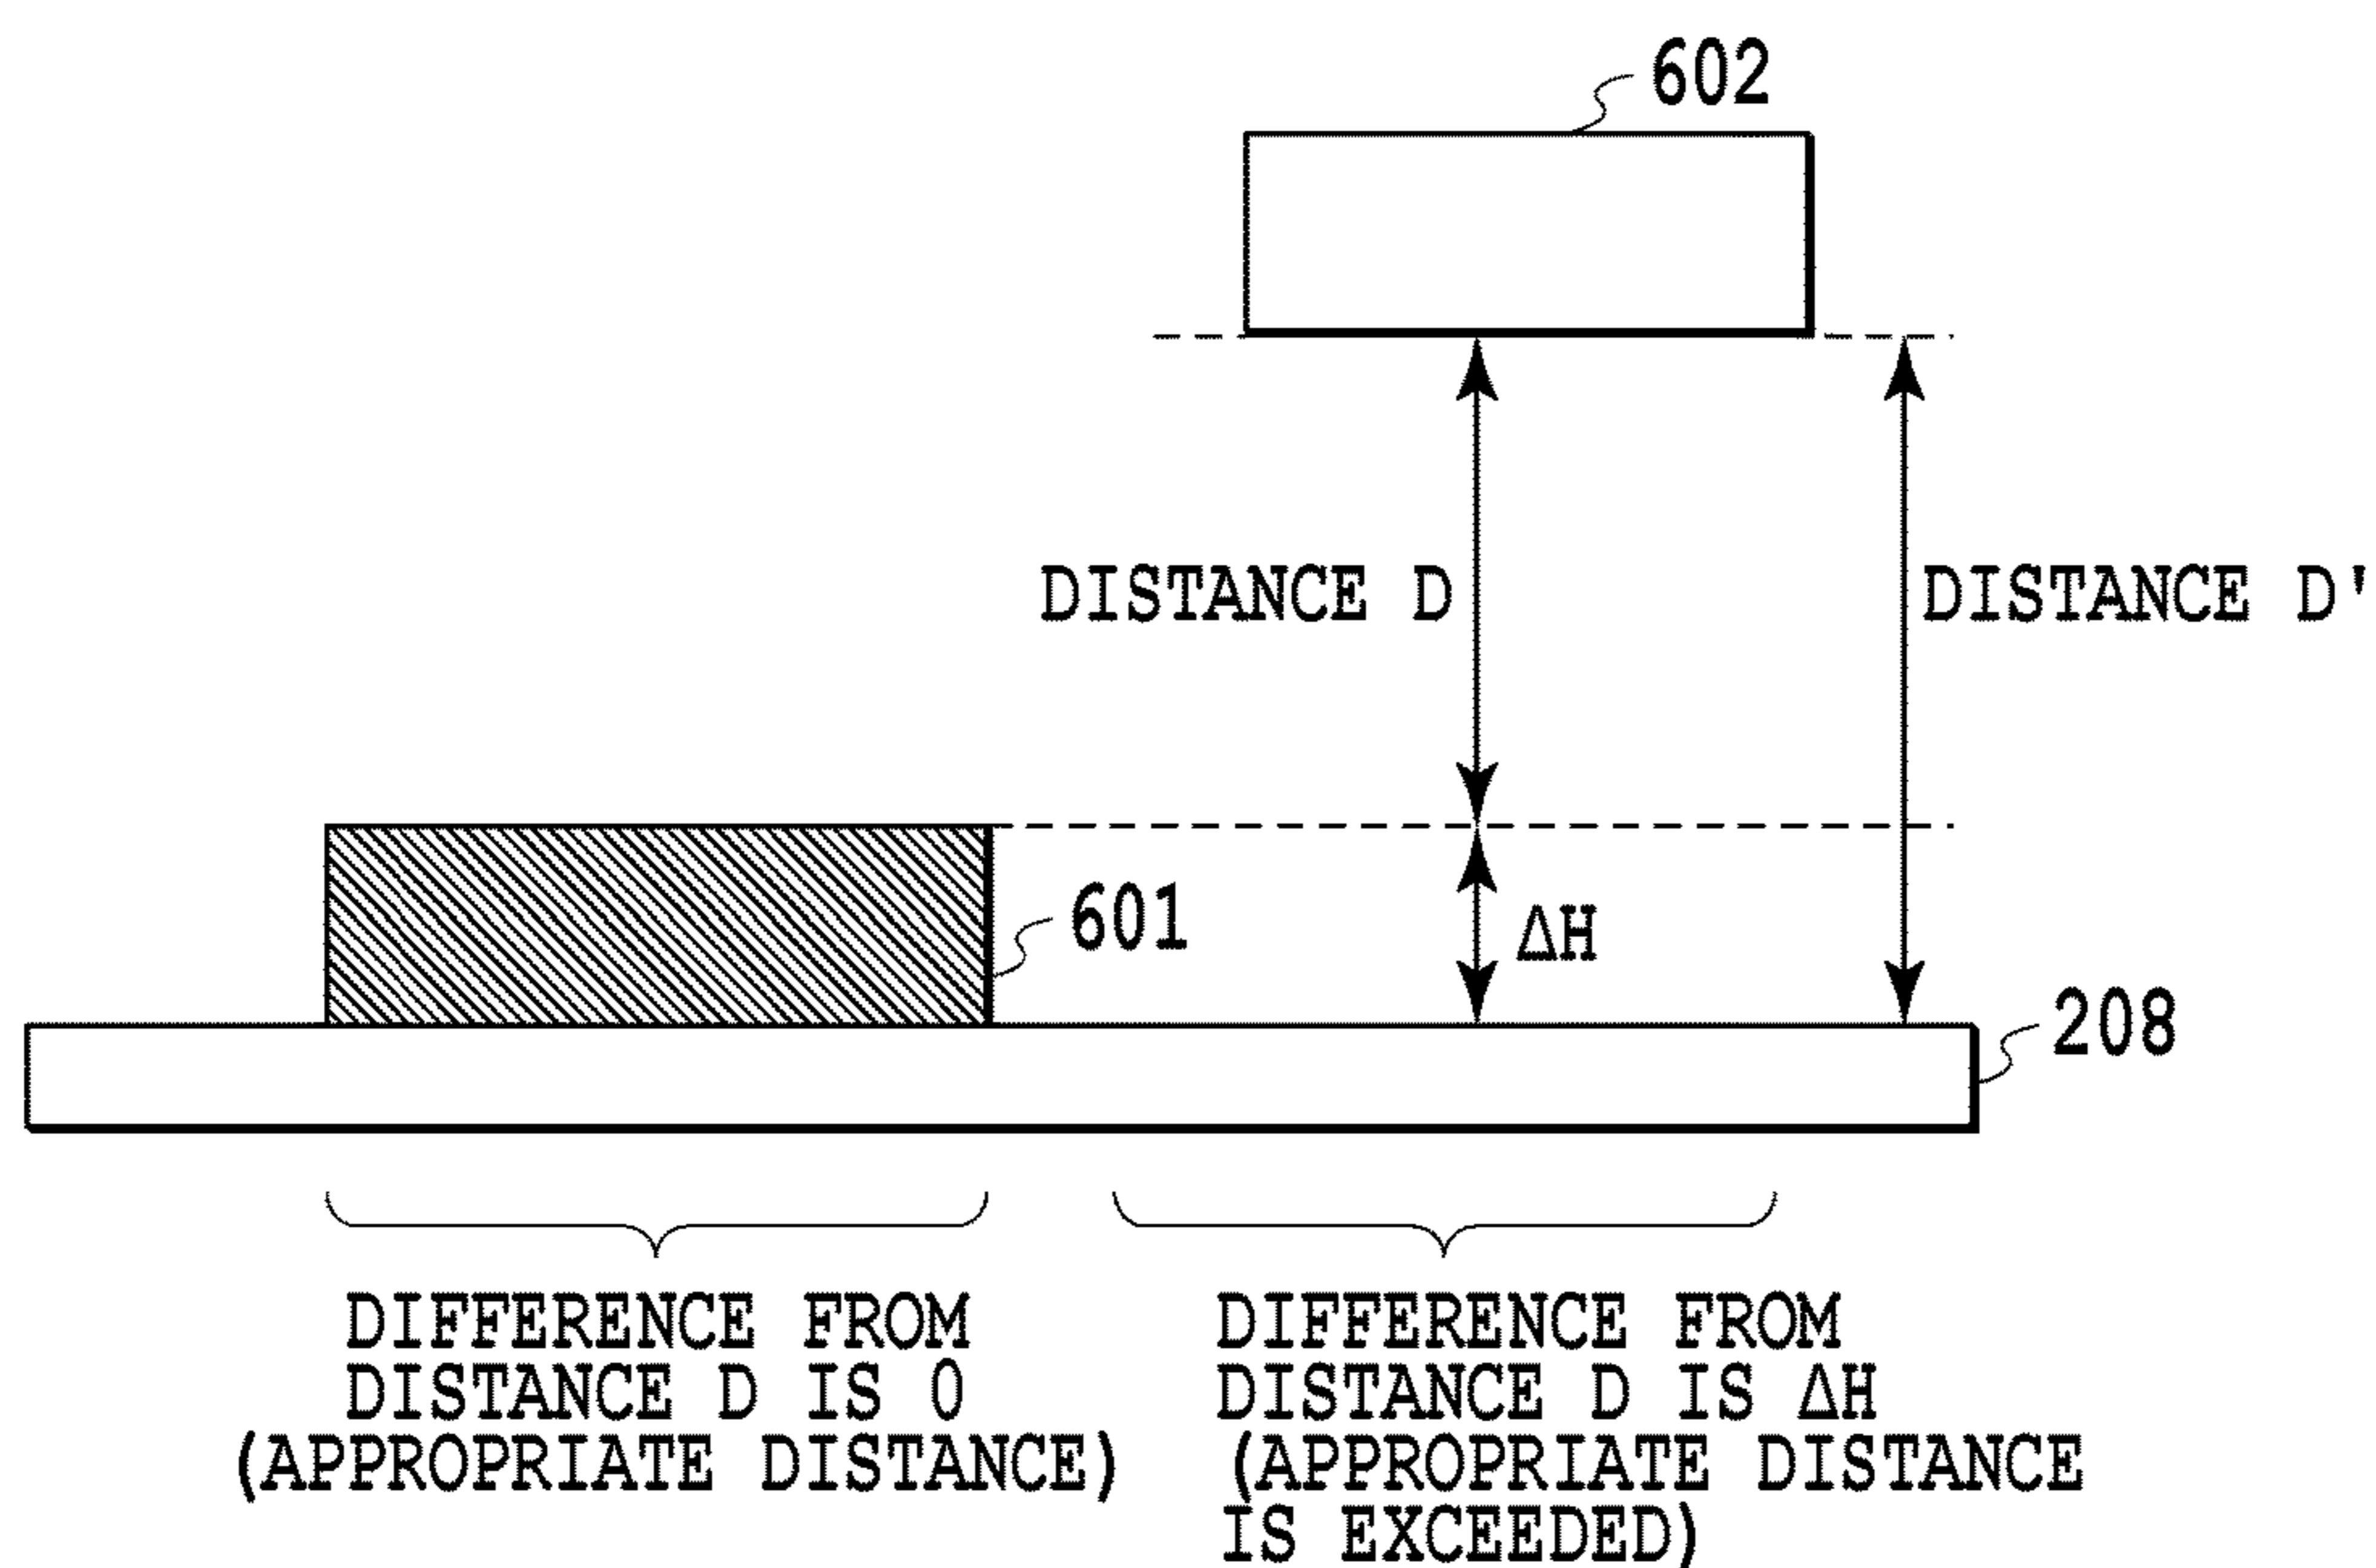 602
DISTANCE D
DISTANCE D'
601
ΔH
208
DIFFERENCE FROM
DISTANCE D IS 0
(APPROPRIATE DISTANCE)
DIFFERENCE FROM
DISTANCE D IS ΔH
(APPROPRIATE DISTANCE
IS EXCEEDED)